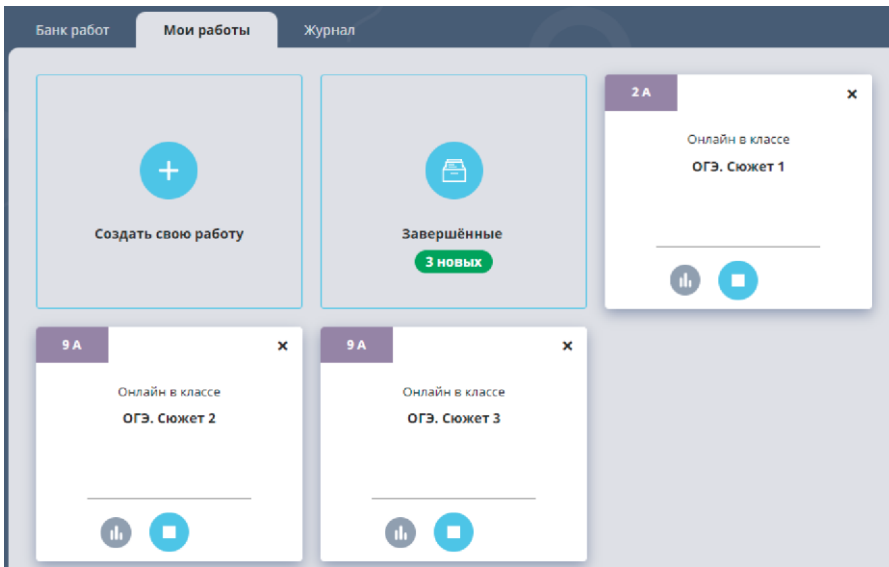 Банк работ
Мои работы
Журнал
Создать свою работу
Завершённые
3 новых
2 А
Онлайн в классе
ОГЭ. Сюжет 1
9 А
Онлайн в классе
ОГЭ. Сюжет 2
9 А
Онлайн в классе
ОГЭ. Сюжет 3